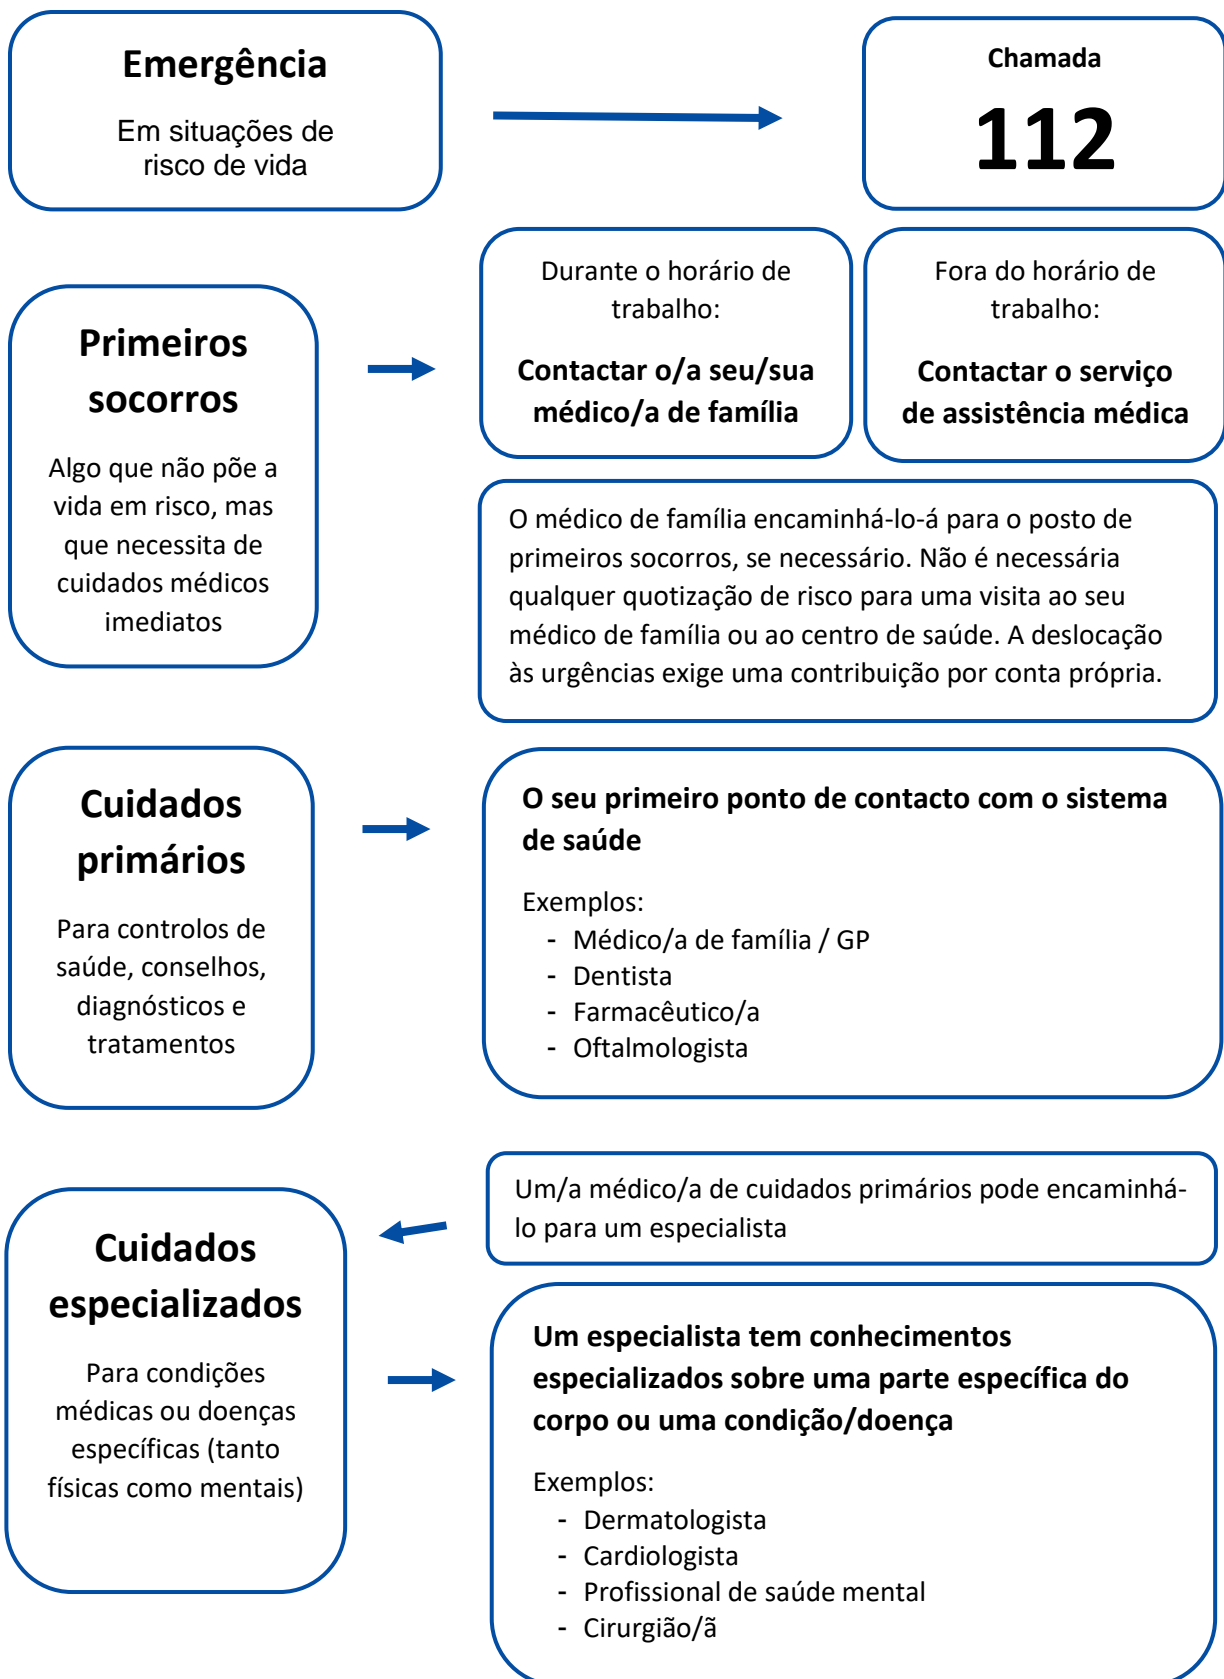 Emergência
Em situações de
risco de vida
Chamada
112
Primeiros
socorros
Algo que não põe a
vida em risco, mas
que necessita de
cuidados médicos
imediatos
Durante o horário de
trabalho:
Contactar o/a seu/sua
médico/a de família
Fora do horário de
trabalho:
Contactar o serviço
de assistência médica
O médico de família encaminhá-lo-á para o posto de
primeiros socorros, se necessário. Não é necessária
qualquer quotização de risco para uma visita ao seu
médico de família ou ao centro de saúde. A deslocação
às urgências exige uma contribuição por conta própria.
Cuidados
primários
Para controlos de
saúde, conselhos,
diagnósticos e
tratamentos
O seu primeiro ponto de contacto com o sistema
de saúde
Exemplos:
- Médico/a de família / GP
- Dentista
- Farmacêutico/a
- Oftalmologista
Cuidados
especializados
Para condições
médicas ou doenças
específicas (tanto
físicas como mentais)
Um/a médico/a de cuidados primários pode encaminhá-
lo para um especialista
Um especialista tem conhecimentos
especializados sobre uma parte específica do
corpo ou uma condição/doença
Exemplos:
- Dermatologista
- Cardiologista
- Profissional de saúde mental
- Cirurgião/ã